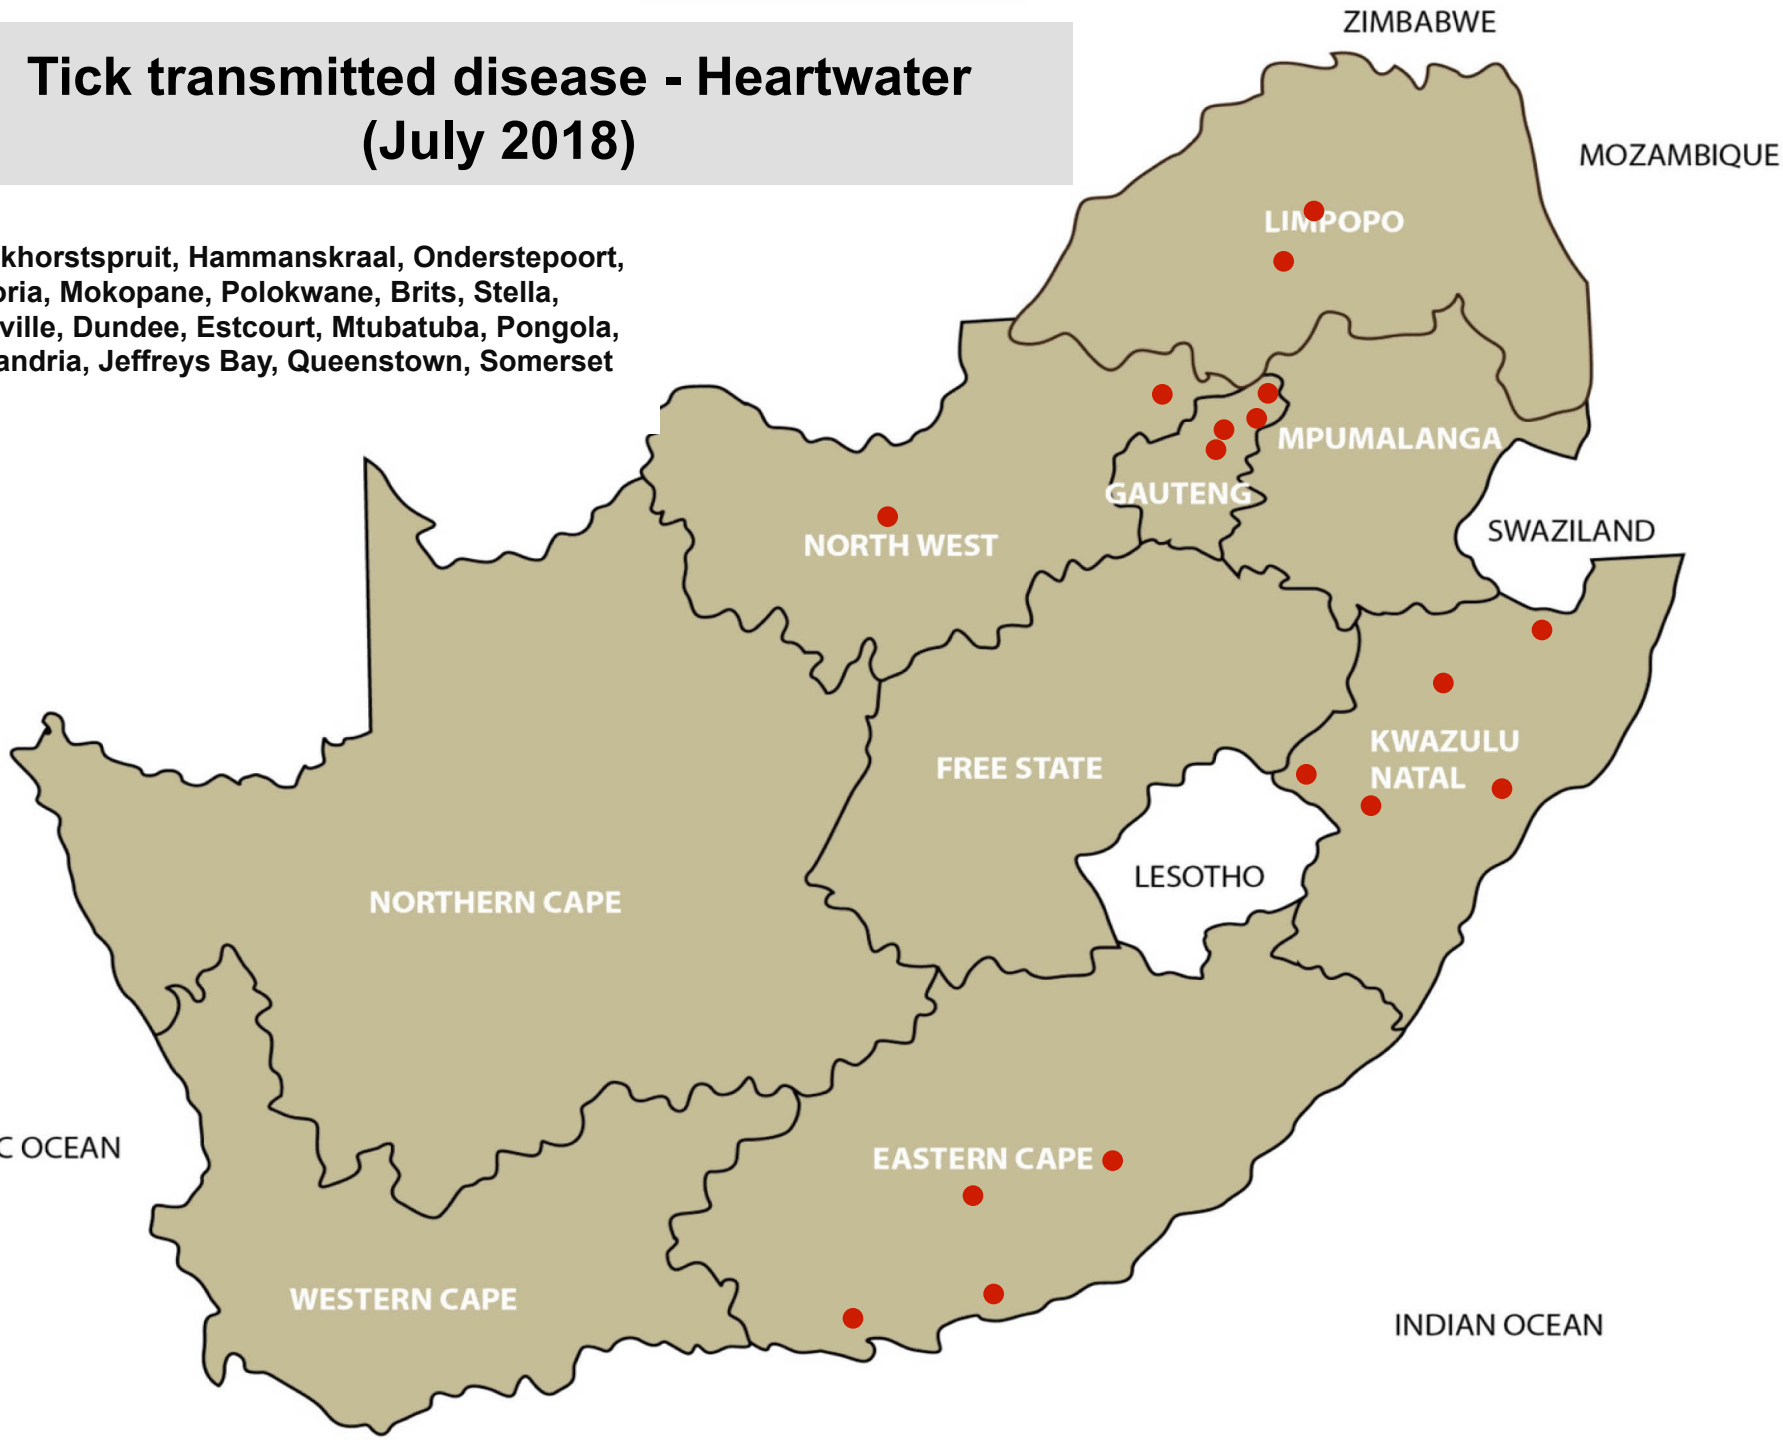 ZIMBABWE
Tick transmitted disease - Heartwater
(July 2018)
MOZAMBIQUE
LIMPOPO
khorstspruit, Hammanskraal, Onderstepoort,
oria, Mokopane, Polokwane, Brits, Stella,
ville, Dundee, Estcourt, Mtubatuba, Pongola,
andria, Jeffreys Bay, Queenstown, Somerset
MPUMALANGA
GAUTENG
SWAZILAND
NORTH WEST
KWAZULU
NATAL
FREE STATE
LESOTHO
NORTHERN CAPE
C OCEAN
EASTERN CAPE
WESTERN CAPE
INDIAN OCEAN